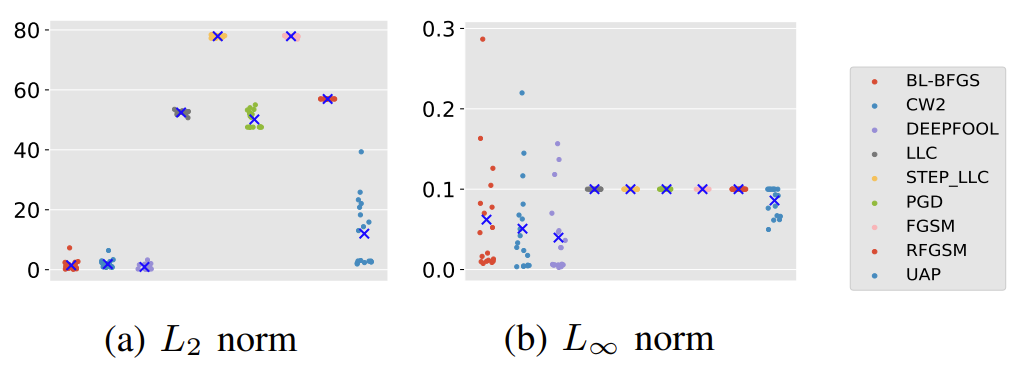 80
60
40
20
0
(a) L₂ norm
0.3
0.2
0.1
0.0
(b) L∞ norm
BL-BFGS
CW2
DEEPFOOL
LLC
STEP_LLC
PGD
FGSM
RFGSM
UAP